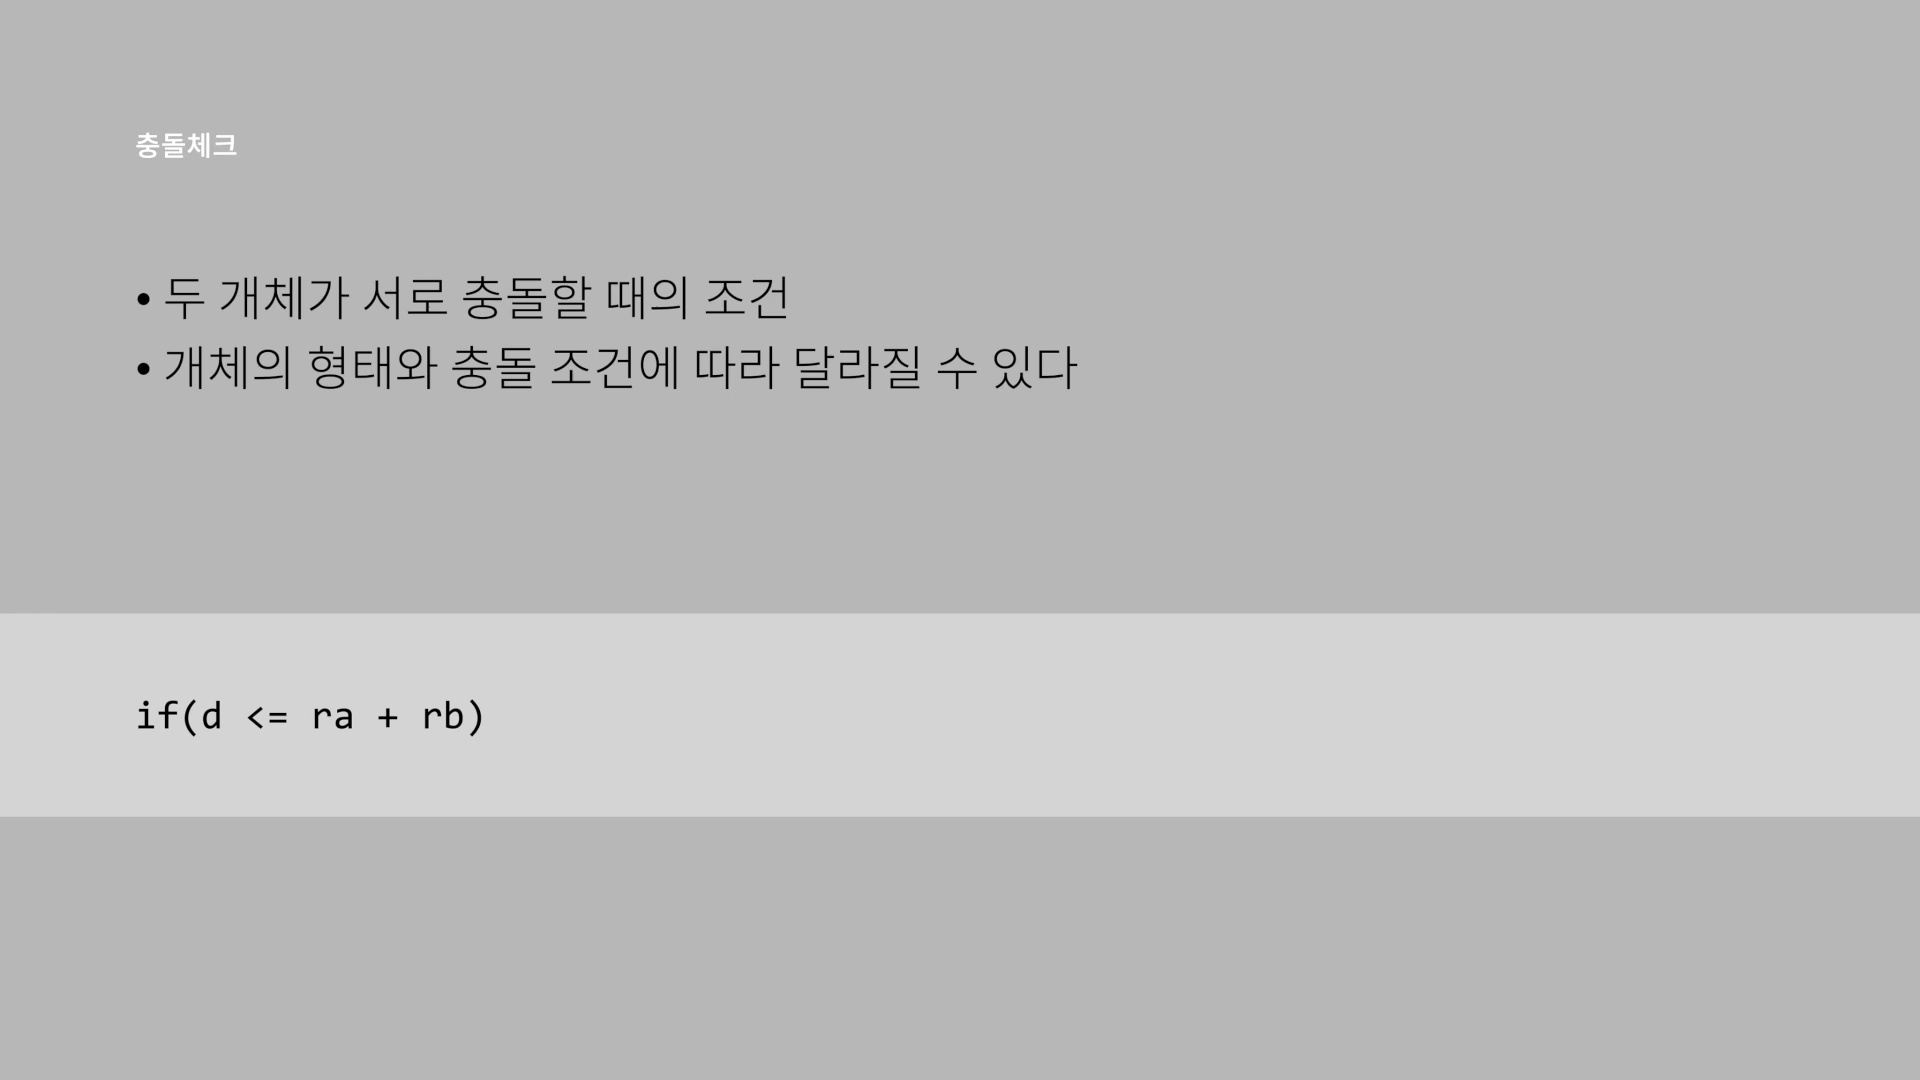 충돌체크
• 두 개체가 서로 충돌할 때의 조건
• 개체의 형태와 충돌 조건에 따라 달라질 수 있다
if(d <= ra + rb)